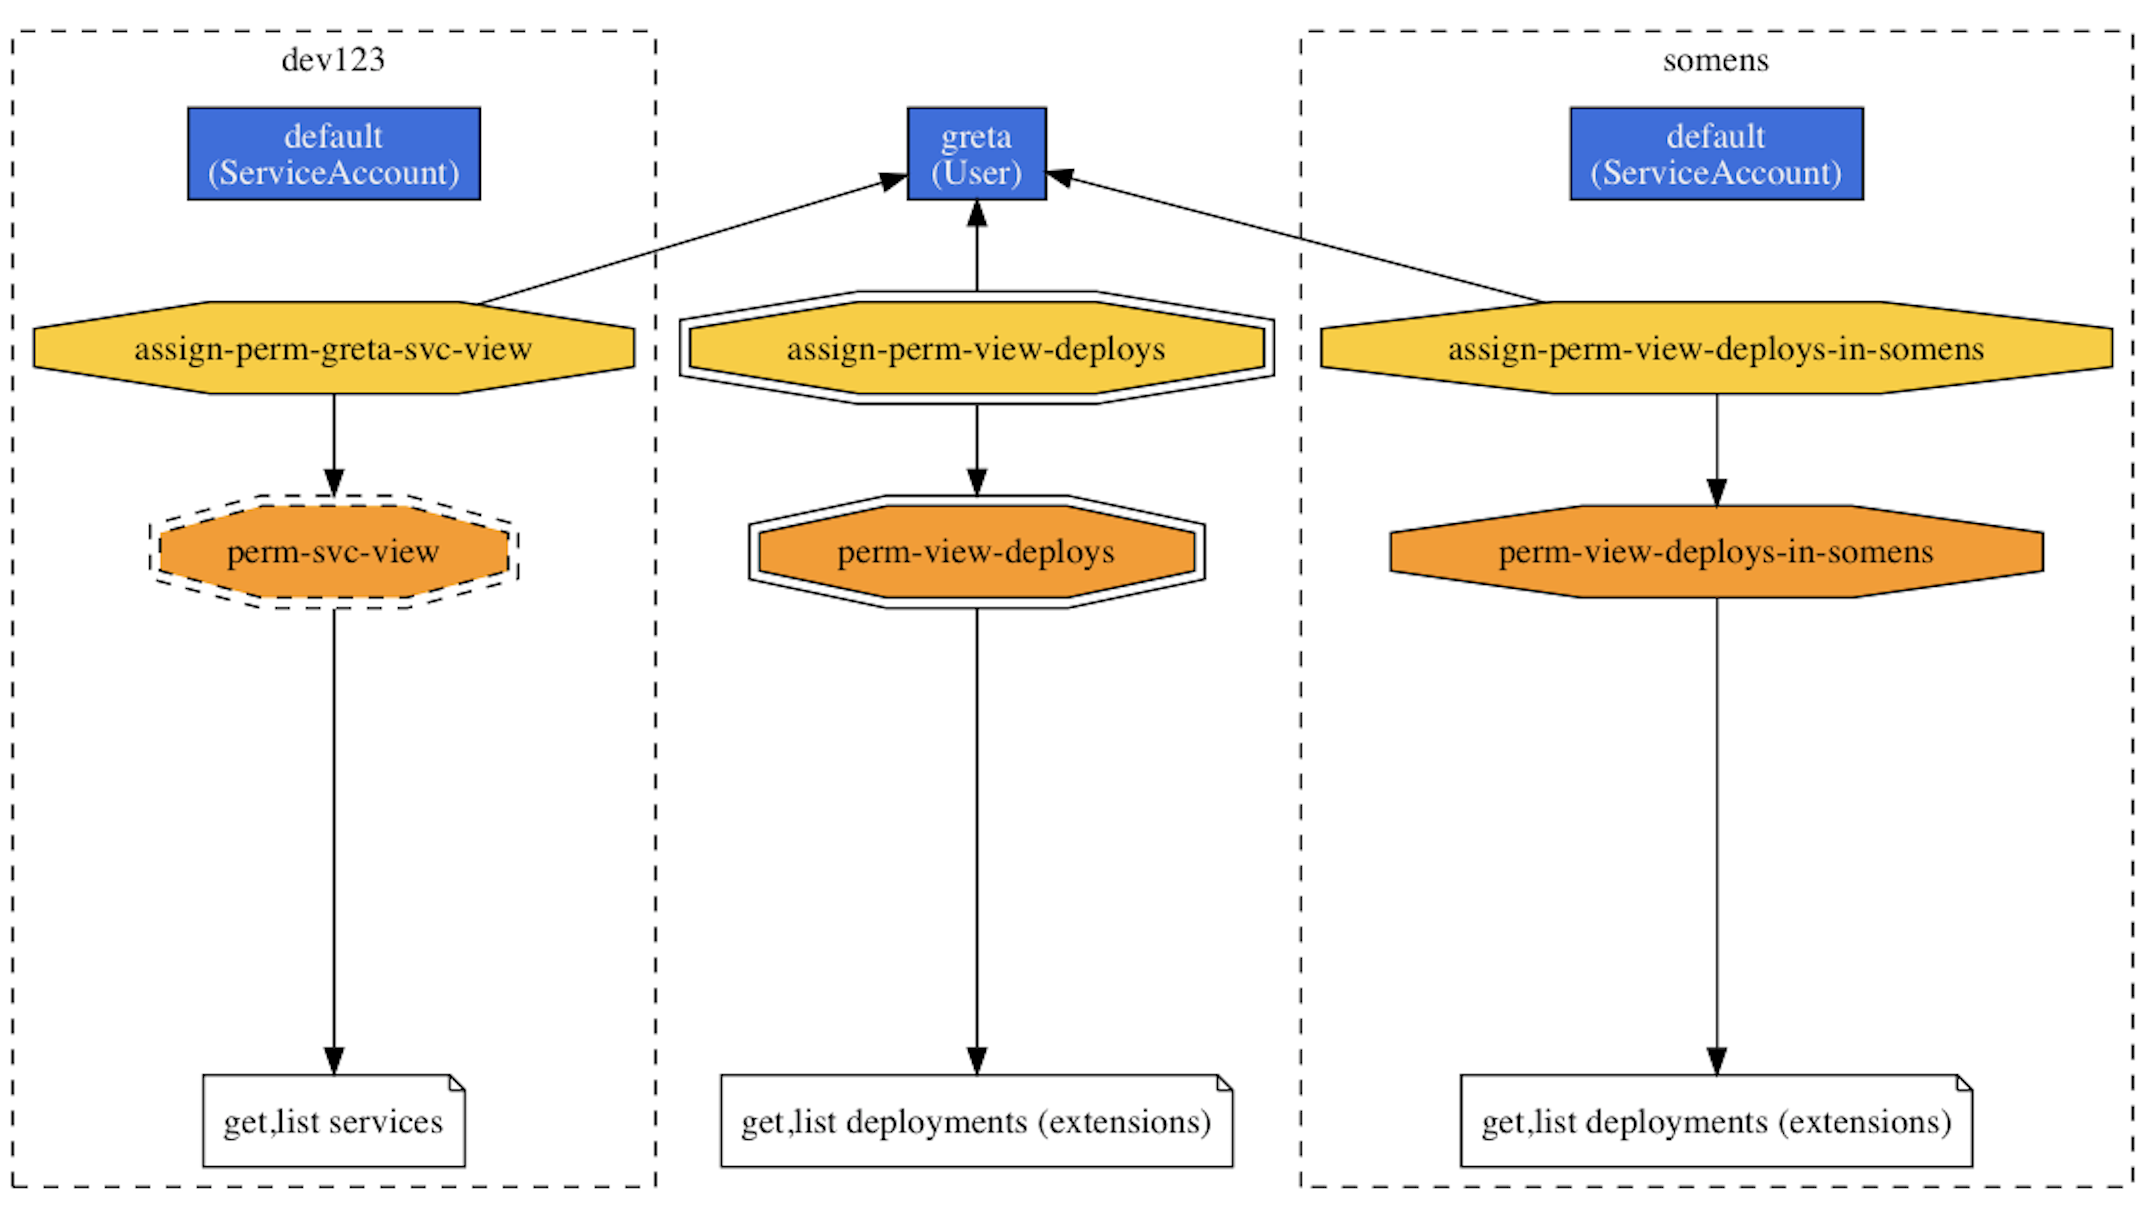 dev123
default
(ServiceAccount)
assign-perm-greta-svc-view
perm-svc-view
get,list services
greta
(User)
assign-perm-view-deploys
perm-view-deploys
get,list deployments (extensions)
somens
default
(ServiceAccount)
assign-perm-view-deploys-in-somens
perm-view-deploys-in-somens
get,list deployments (extensions)